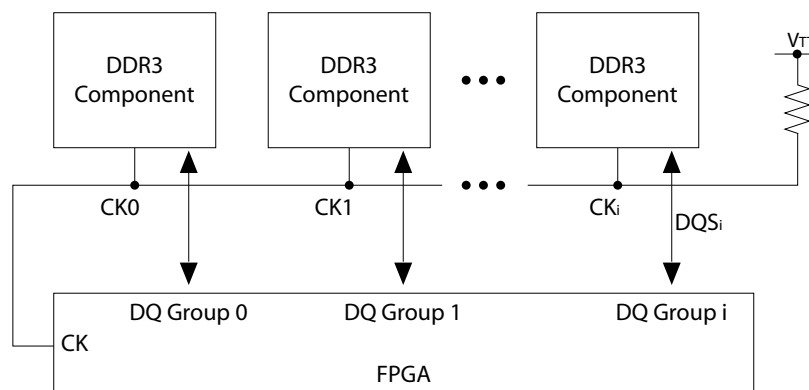 DDR3
Component
DDR3
Component
DDR3
Component
VT
CK0
CK1
CKi
DQSi
DQ Group 0
DQ Group 1
DQ Group i
CK
FPGA